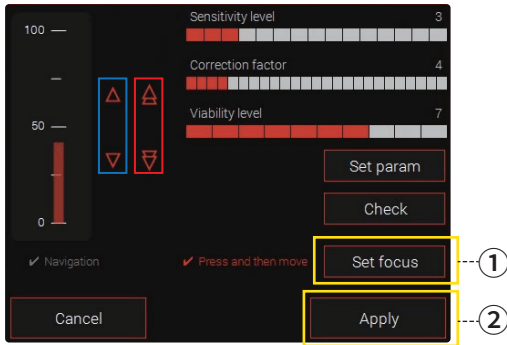 Sensitivity level 3
100
Correction factor 4
Viability level 7
50
Set param
Check
0
✔ Navigation
✔ Press and then move
Set focus
1
Cancel
Apply
2